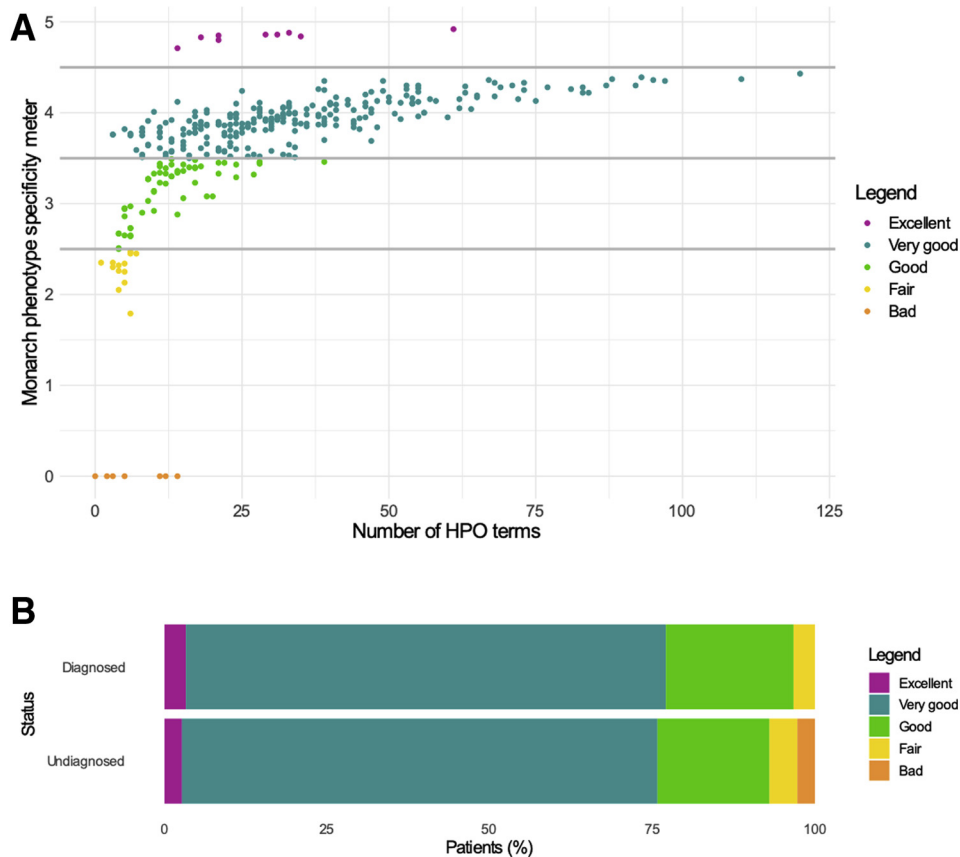 A
Monarch phenotype specificity meter
5
4
3
2
1
0
0 25 50 75 100 125
Number of HPO terms
Legend
Excellent
Very good
Good
Fair
Bad
B
Status
Diagnosed
Undiagnosed
0 25 50 75 100
Patients (%)
Legend
Excellent
Very good
Good
Fair
Bad